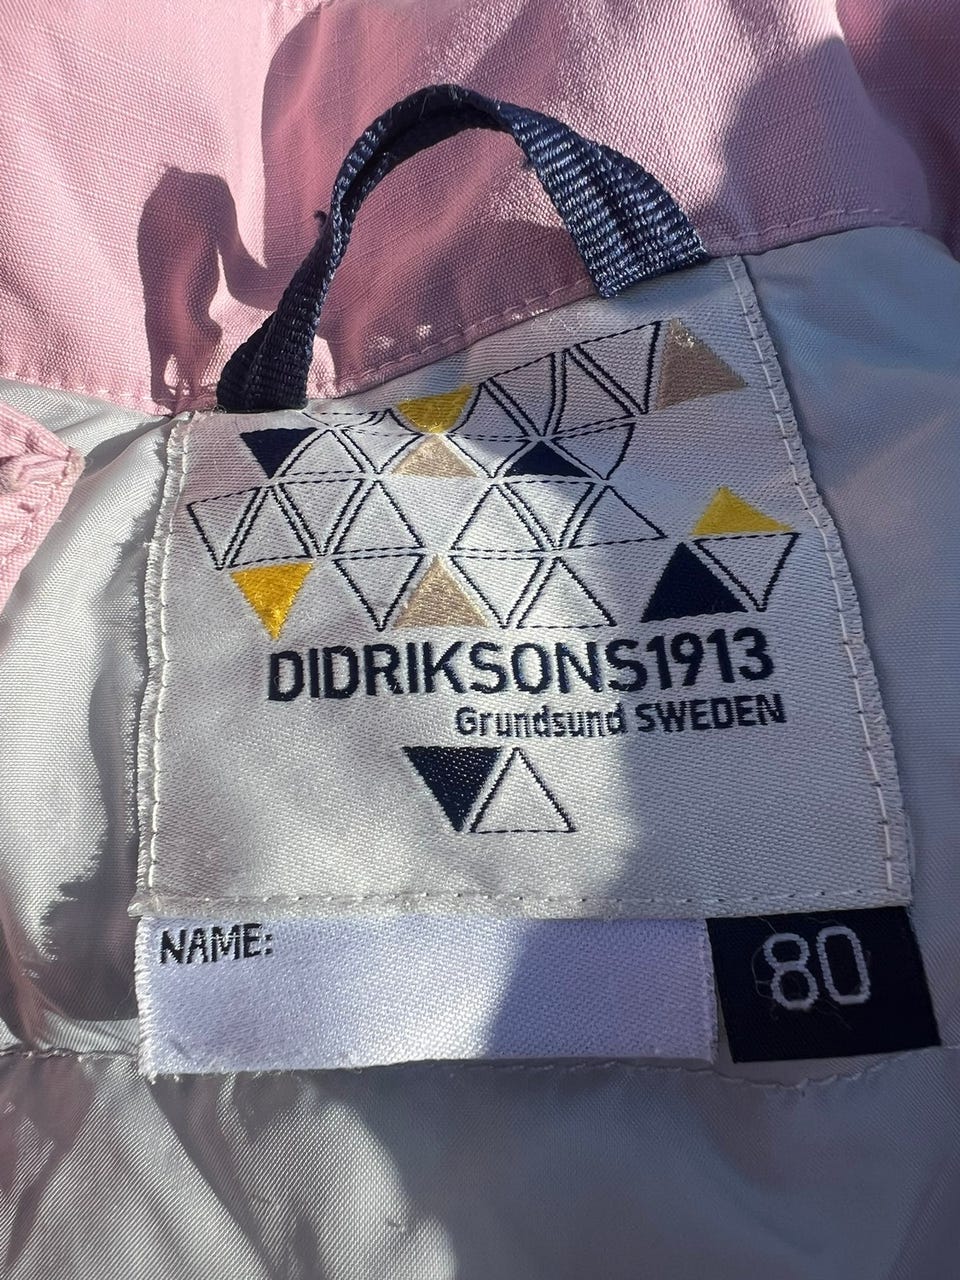 DIDRIKSONS1913
Grundsund SWEDEN
NAME:
80